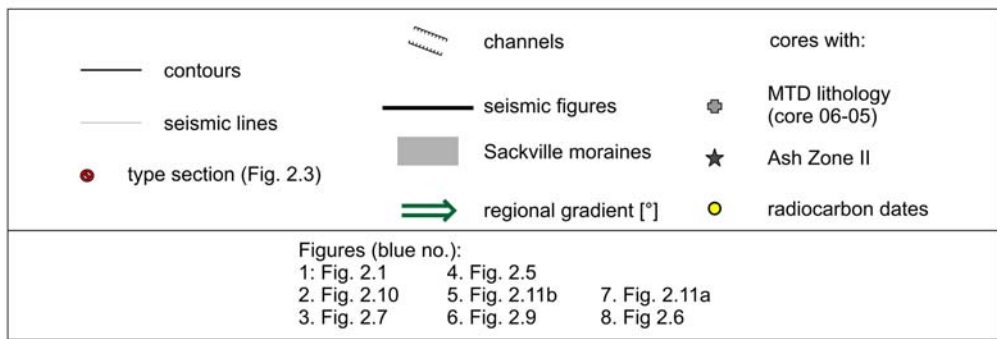 contours
seismic lines
type section (Fig. 2.3)
channels
seismic figures
Sackville moraines
regional gradient [°]
cores with:
MTD lithology
(core 06-05)
Ash Zone II
radiocarbon dates
Figures (blue no.):
1: Fig. 2.1 4. Fig. 2.5
2. Fig. 2.10 5. Fig. 2.11b 7. Fig. 2.11a
3. Fig. 2.7 6. Fig. 2.9 8. Fig 2.6